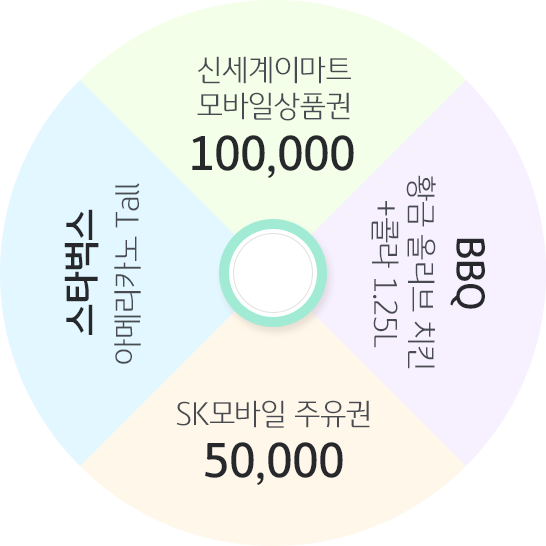 신세계이마트
모바일상품권
100,000
BBQ
황금 올리브 치킨
+콜라 1.25L
SK모바일 주유권
50,000
스타벅스
아메리카노 Tall